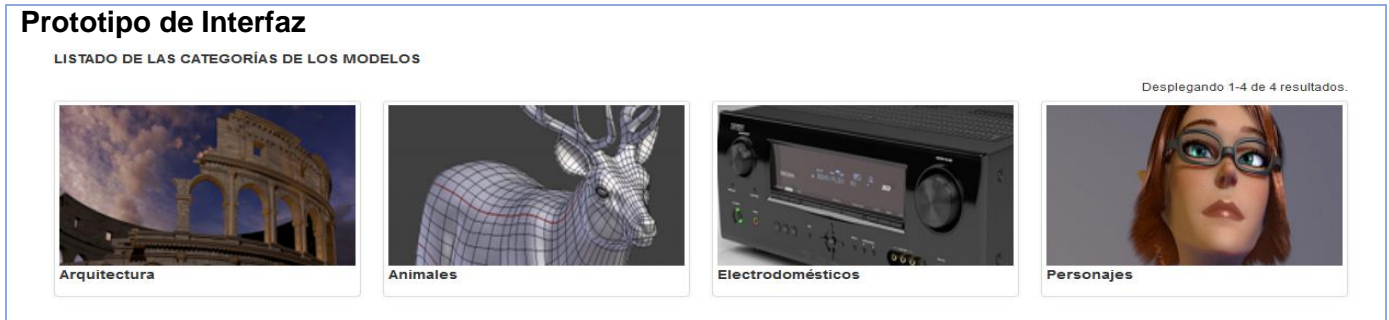 Prototipo de Interfaz
LISTADO DE LAS CATEGORÍAS DE LOS MODELOS
Desplegando 1-4 de 4 resultados.
Arquitectura
Animales
Electrodomésticos
Personajes